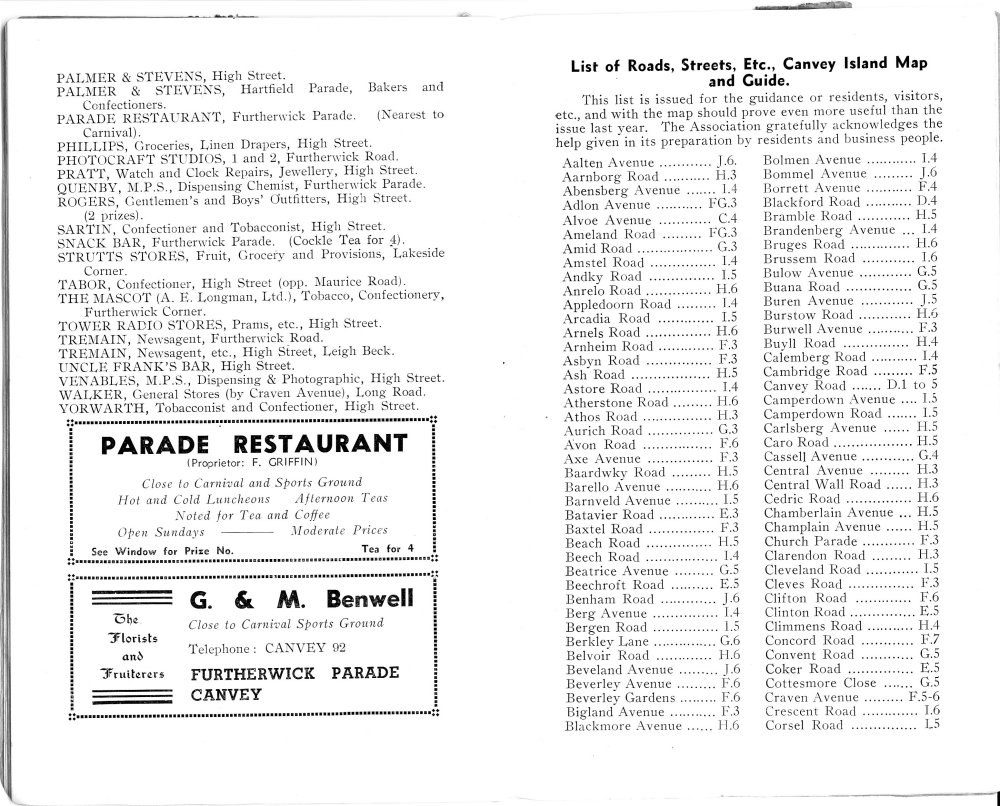 PALMER & STEVENS, High Street.
PALMER & STEVENS, Hartfield Parade, Bakers and
Confectioners.
PARADE RESTAURANT, Furtherwick Parade. (Nearest to
Carnival).
PHILLIPS, Groceries, Linen Drapers, High Street.
PHOTOCRAFT STUDIOS, 1 and 2, Furtherwick Road.
PRATT, Watch and Clock Repairs, Jewellery, High Street.
QUENBY, M.P.S., Dispensing Chemist, Furtherwick Parade.
ROGERS, Gentlemen's and Boys' Outfitters, High Street.
(2 prizes).
SARTIN, Confectioner and Tobacconist, High Street.
SNACK BAR, Furtherwick Parade. (Cockle Tea for 4).
STRUTTS STORES, Fruit, Grocery and Provisions, Lakeside
Corner.
TABOR, Confectioner, High Street (opp. Maurice Road).
THE MASCOT (A. E. Longman, Ltd.), Tobacco, Confectionery,
Furtherwick Corner.
TOWER RADIO STORES, Prams, etc., High Street.
TREMAIN, Newsagent, Furtherwick Road.
TREMAIN, Newsagent, etc., High Street, Leigh Beck.
UNCLE FRANK'S BAR, High Street.
VENABLES, M.P.S., Dispensing & Photographic, High Street.
WALKER, General Stores (by Craven Avenue), Long Road.
YORWARTH, Tobacconist and Confectioner, High Street.
PARADE RESTAURANT
(Proprietor: F. GRIFFIN)
Close to Carnival and Sports Ground
Hot and Cold Luncheons Afternoon Teas
Noted for Tea and Coffee
Open Sundays ——— Moderate Prices
See Window for Prize No. Tea for 4
G. & M. Benwell
The
Florists
and
Fruiterers
Close to Carnival Sports Ground
Telephone : CANVEY 92
FURTHERWICK PARADE
CANVEY
List of Roads, Streets, Etc., Canvey Island Map
and Guide.
This list is issued for the guidance or residents, visitors,
etc., and with the map should prove even more useful than the
issue last year. The Association gratefully acknowledges the
help given in its preparation by residents and business people.
Aalten Avenue ............ J.6.
Aarnborg Road ........... H.3
Abensberg Avenue ....... I.4
Adlon Avenue ........... FG.3
Alvoe Avenue ............ C.4
Ameland Road ......... FG.3
Amid Road .................. G.3
Amstel Road ............... I.4
Andky Road ............... I.5
Anrelo Road ............... H.6
Appledoorn Road ......... I.4
Arcadia Road ............. I.5
Arnels Road ............... H.6
Arnheim Road ............ F.3
Asbyn Road ............... F.3
Ash Road .................. H.5
Astore Road ............... I.4
Atherstone Road ......... H.6
Athos Road ............... H.3
Aurich Road ............... G.3
Avon Road ............... F.6
Axe Avenue ............... F.3
Baardwky Road ......... H.5
Barello Avenue ........... H.6
Barnveld Avenue ......... I.5
Batavier Road ............ E.3
Baxtel Road ............... F.3
Beach Road ............... H.5
Beech Road ............... I.4
Beatrice Avenue ......... G.5
Beechroft Road ......... E.5
Benham Road ............ J.6
Berg Avenue ............... I.4
Bergen Road ............... I.5
Berkley Lane .............. G.6
Belvoir Road ............. H.6
Beveland Avenue ......... J.6
Beverley Avenue ......... F.6
Beverley Gardens ........ F.6
Bigland Avenue ........... F.3
Blackmore Avenue ...... H.6
Bolmen Avenue ........... I.4
Bommel Avenue ......... J.6
Borrett Avenue ........... F.4
Blackford Road ........... D.4
Bramble Road ............ H.5
Brandenberg Avenue ... I.4
Bruges Road ............. H.6
Brussem Road ............ I.6
Bulow Avenue ............ G.5
Buana Road ............... G.5
Buren Avenue ............ J.5
Burstow Road ............ H.6
Burwell Avenue ........... F.3
Buyll Road ............... H.4
Calemberg Road ........... I.4
Cambridge Road ......... F.5
Canvey Road ...... D.1 to 5
Camperdown Avenue .... I.5
Camperdown Road ....... I.5
Carlsberg Avenue ...... H.5
Caro Road .................. H.5
Cassell Avenue ............ G.4
Central Avenue ......... H.3
Central Wall Road ...... H.3
Cedric Road ............... H.6
Chamberlain Avenue ... H.5
Champlain Avenue ...... H.5
Church Parade ............ F.3
Clarendon Road ......... H.3
Cleveland Road ............ I.5
Cleves Road ............... F.3
Clifton Road ............. F.6
Clinton Road ............... E.5
Climmens Road ........... H.4
Concord Road ............ F.7
Convent Road ............ G.5
Coker Road ............... E.5
Cottesmore Close ....... G.5
Craven Avenue ......... F.5-6
Crescent Road ............. I.6
Corsel Road ............... I.5